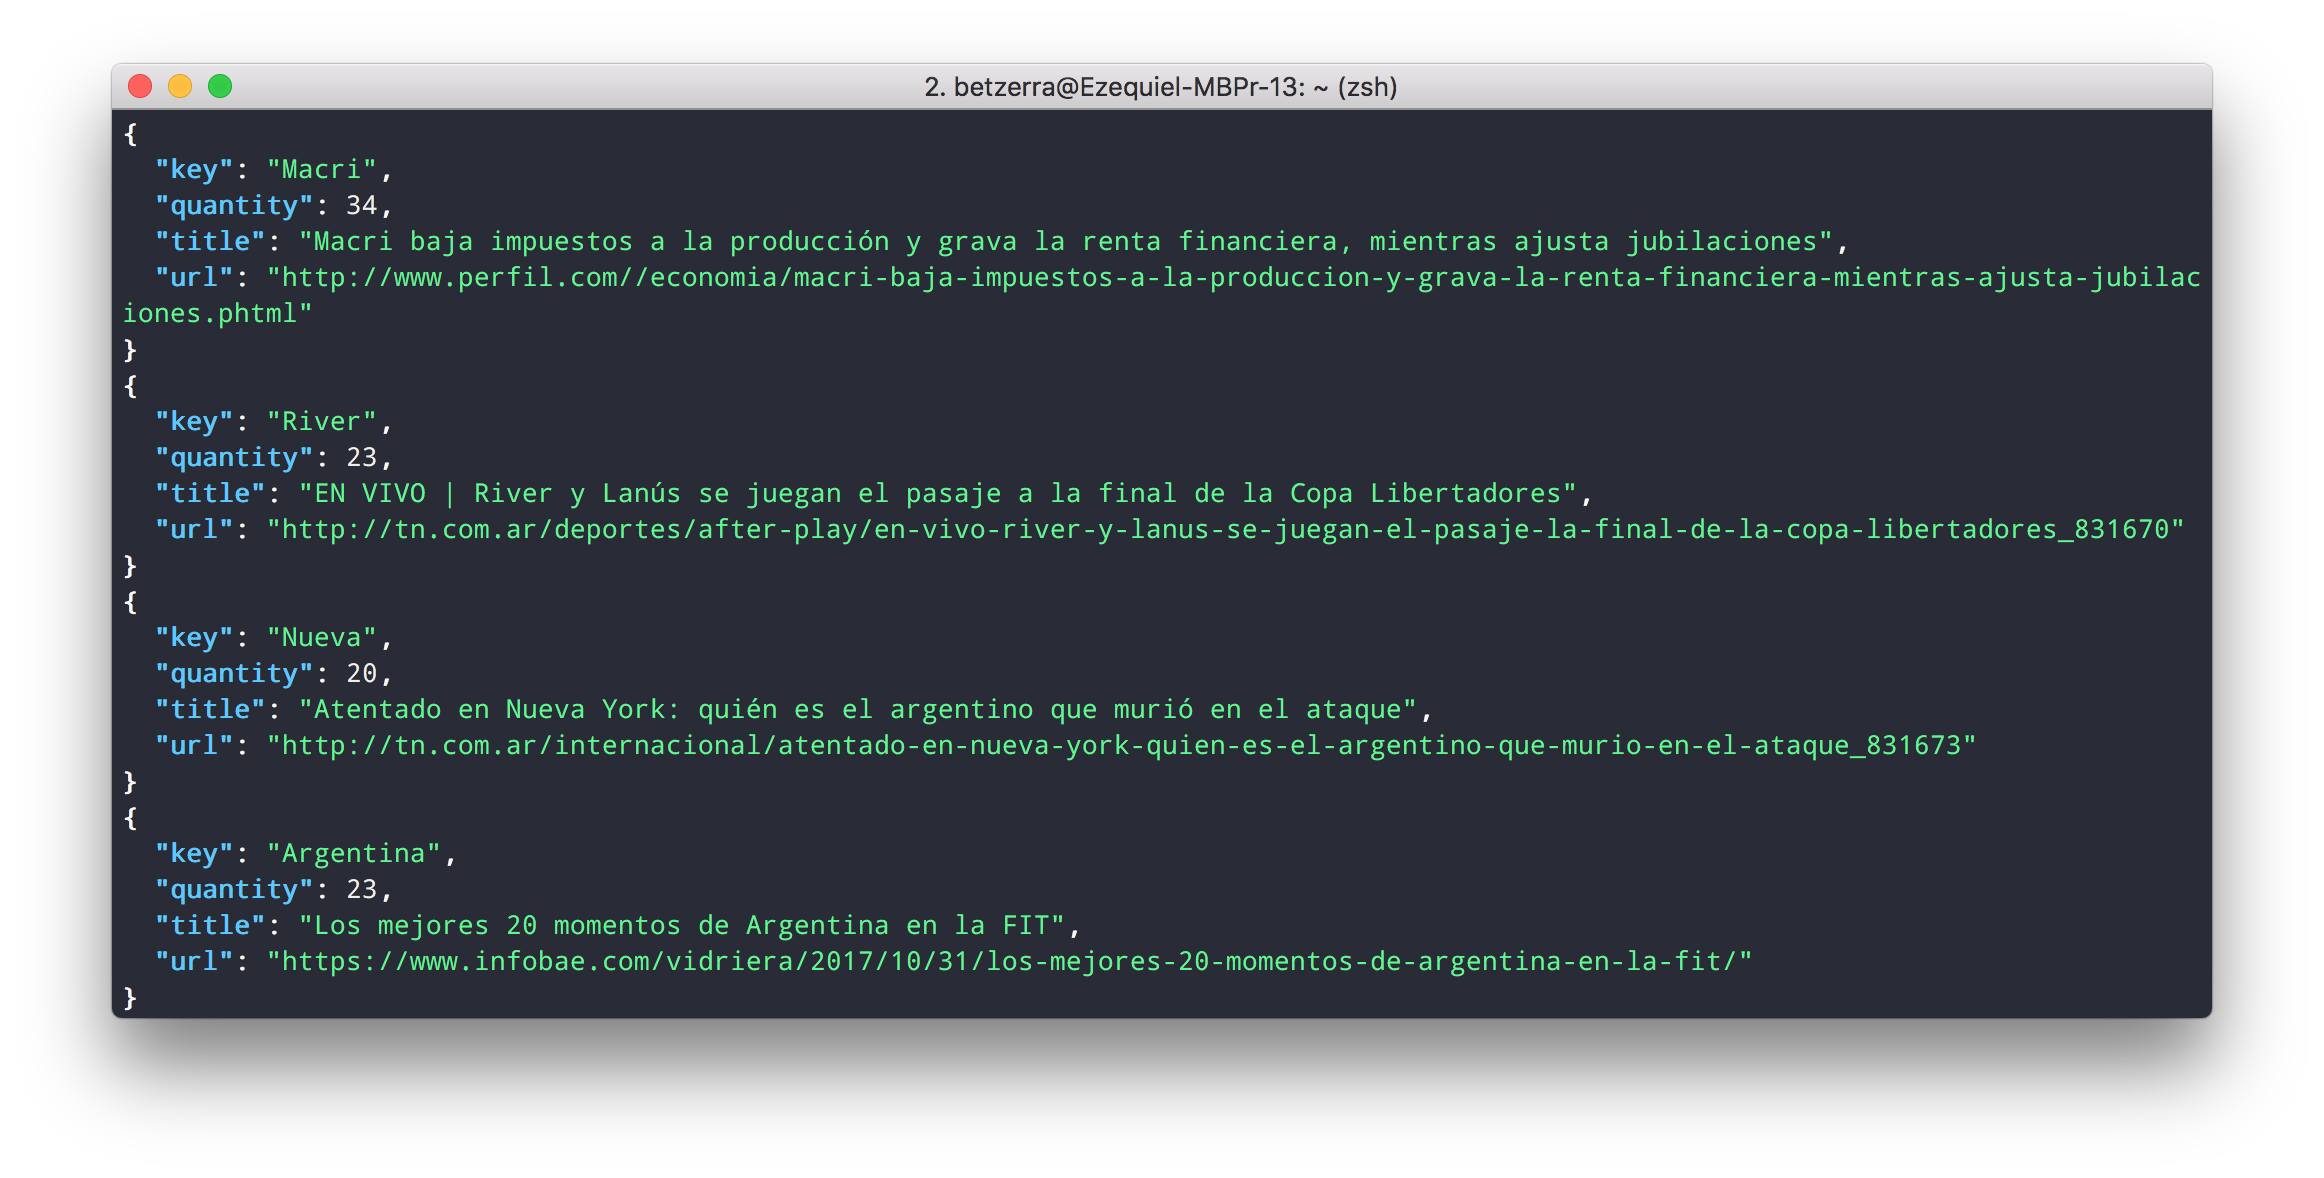 2. betzerra@Ezequiel-MBPr-13: ~ (zsh)
{
  "key": "Macri",
  "quantity": 34,
  "title": "Macri baja impuestos a la producción y grava la renta financiera, mientras ajusta jubilaciones",
  "url": "http://www.perfil.com//economia/macri-baja-impuestos-a-la-produccion-y-grava-la-renta-financiera-mientras-ajusta-jubilac
iones.phtml"
}
{
  "key": "River",
  "quantity": 23,
  "title": "EN VIVO | River y Lanús se juegan el pasaje a la final de la Copa Libertadores",
  "url": "http://tn.com.ar/deportes/after-play/en-vivo-river-y-lanus-se-juegan-el-pasaje-la-final-de-la-copa-libertadores_831670"
}
{
  "key": "Nueva",
  "quantity": 20,
  "title": "Atentado en Nueva York: quién es el argentino que murió en el ataque",
  "url": "http://tn.com.ar/internacional/atentado-en-nueva-york-quien-es-el-argentino-que-murio-en-el-ataque_831673"
}
{
  "key": "Argentina",
  "quantity": 23,
  "title": "Los mejores 20 momentos de Argentina en la FIT",
  "url": "https://www.infobae.com/vidriera/2017/10/31/los-mejores-20-momentos-de-argentina-en-la-fit/"
}